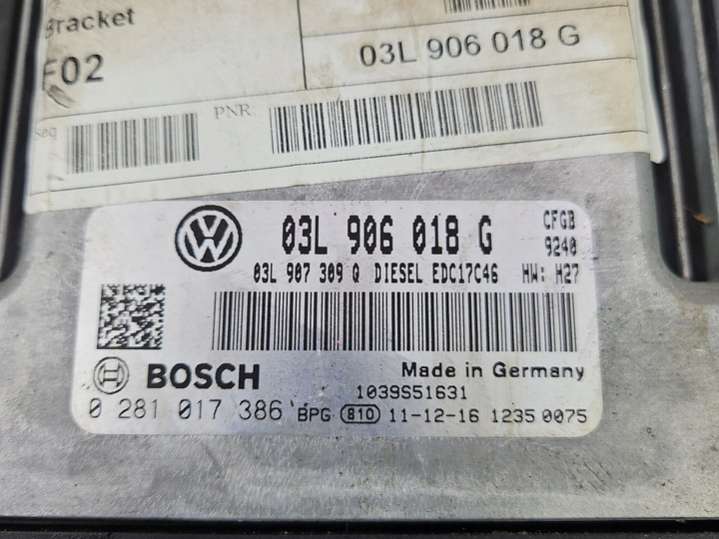 Bracket
F02
03L 906 018 G
seq
PNR
03L 906 018 G
CFGB
9240
03L 907 309 Q DIESEL EDC17C46 HW: H27
BOSCH
Made in Germany
1039S51631
0 281 017 386 BPG 810 11-12-16 1235 0075